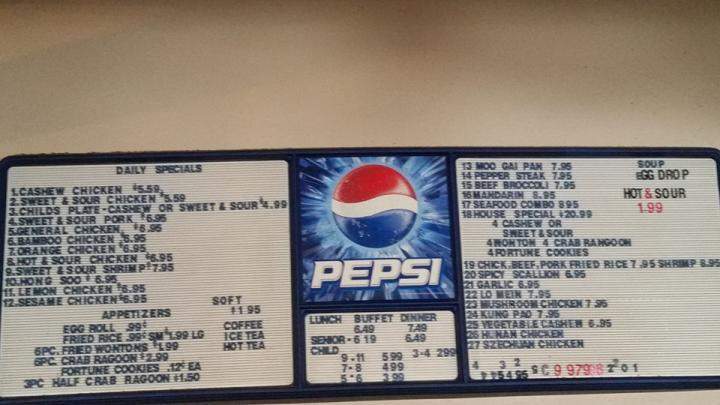 DAILY SPECIALS
1.CASHEW CHICKEN $5.59
2.SWEET & SOUR CHICKEN $5.59
3.CHILDS PLATE-CASHEW OR SWEET & SOUR $4.99
4.SWEET & SOUR PORK $6.95
5.GENERAL CHICKEN $6.95
6.BAMBOO CHICKEN $6.95
7.ORANGE CHICKEN $6.95
8.HOT & SOUR CHICKEN $6.95
9.SWEET & SOUR SHRIMP $7.95
10.HONG SOO $6.95
11.LEMON CHICKEN $6.95
12.SESAME CHICKEN $6.95
APPETIZERS
EGG ROLL .99¢
FRIED RICE .99¢ SM $1.99 LG
6PC. FRIED WONTONS $1.99
6PC. CRAB RAGOON $2.99
FORTUNE COOKIES .12¢ EA
3PC HALF CRAB RAGOON $1.50
SOFT
$1.95
COFFEE
ICE TEA
HOT TEA
PEPSI
LUNCH BUFFET DINNER
6.49 7.49
SENIOR-6 19 6.49
CHILD
9-11 5 99 3-4 2 99
7-8 4 99
5-6 3 99
13 MOO GAI PAN 7.95
14 PEPPER STEAK 7.95
15 BEEF BROCCOLI 7.95
16 MANDARIN 8.95
17 SEAFOOD COMBO 8 95
18 HOUSE SPECIAL $20.99
4 CASHEW OR
SWEET & SOUR
4 WONTON 4 CRAB RANGOON
4 FORTUNE COOKIES
19 CHICK, BEEF, PORK FRIED RICE 7.95 SHRIMP 8.95
20 SPICY SCALLION 6.95
21 GARLIC 6.95
22 LO MEIN 7.95
23 MUSHROOM CHICKEN 7.95
24 KUNG PAO 7.95
25 VEGETABLE CASHEW 6.95
26 HUNAN CHICKEN
27 SZECHUAN CHICKEN
SOUP
EGG DROP
HOT & SOUR
1.99